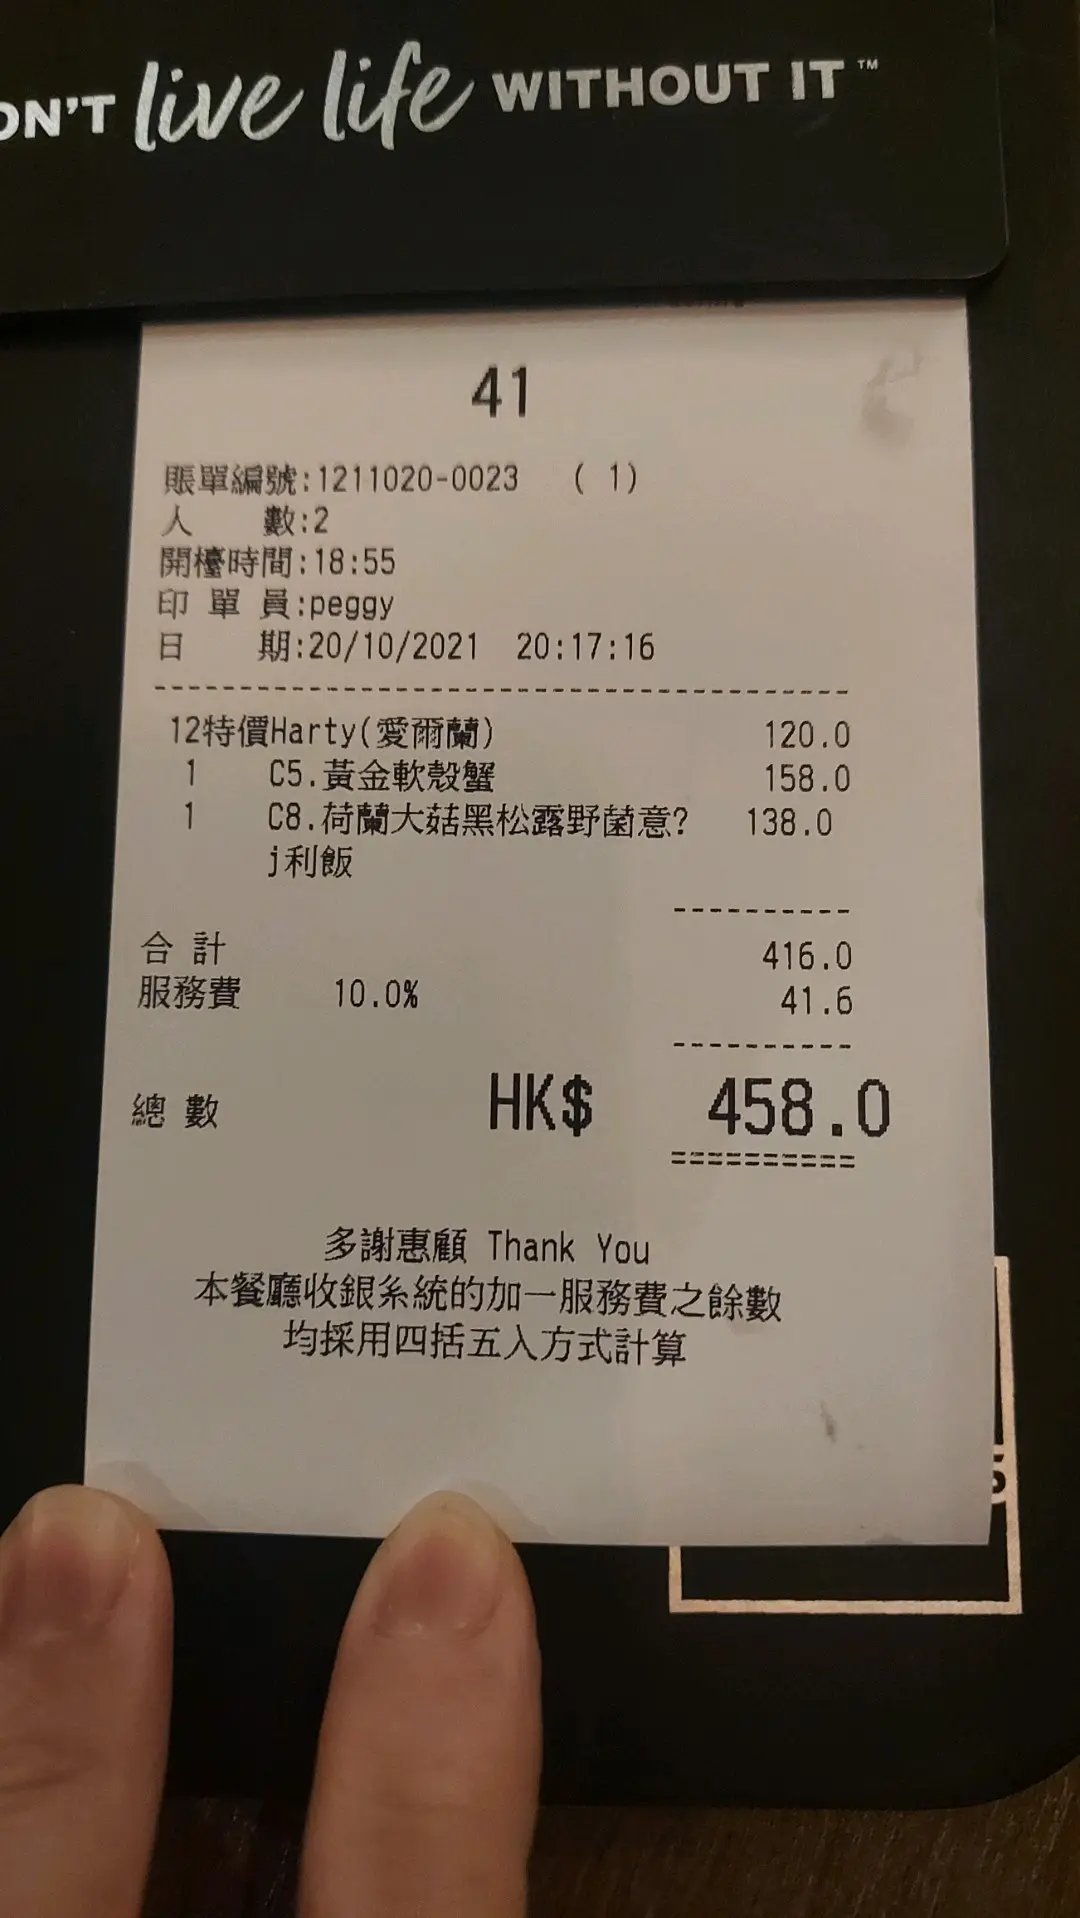 ON'T live life WITHOUT IT™
41
賬單編號:1211020-0023 ( 1)
人 數:2
開檯時間:18:55
印 單 員:peggy
日 期:20/10/2021 20:17:16
12特價Harty(愛爾蘭) 120.0
1 C5.黃金軟殼蟹 158.0
1 C8.荷蘭大菇黑松露野菌意? 138.0
j利飯
合 計 416.0
服務費 10.0% 41.6
總 數 HK$ 458.0
多謝惠顧 Thank You
本餐廳收銀系統的加一服務費之餘數
均採用四括五入方式計算